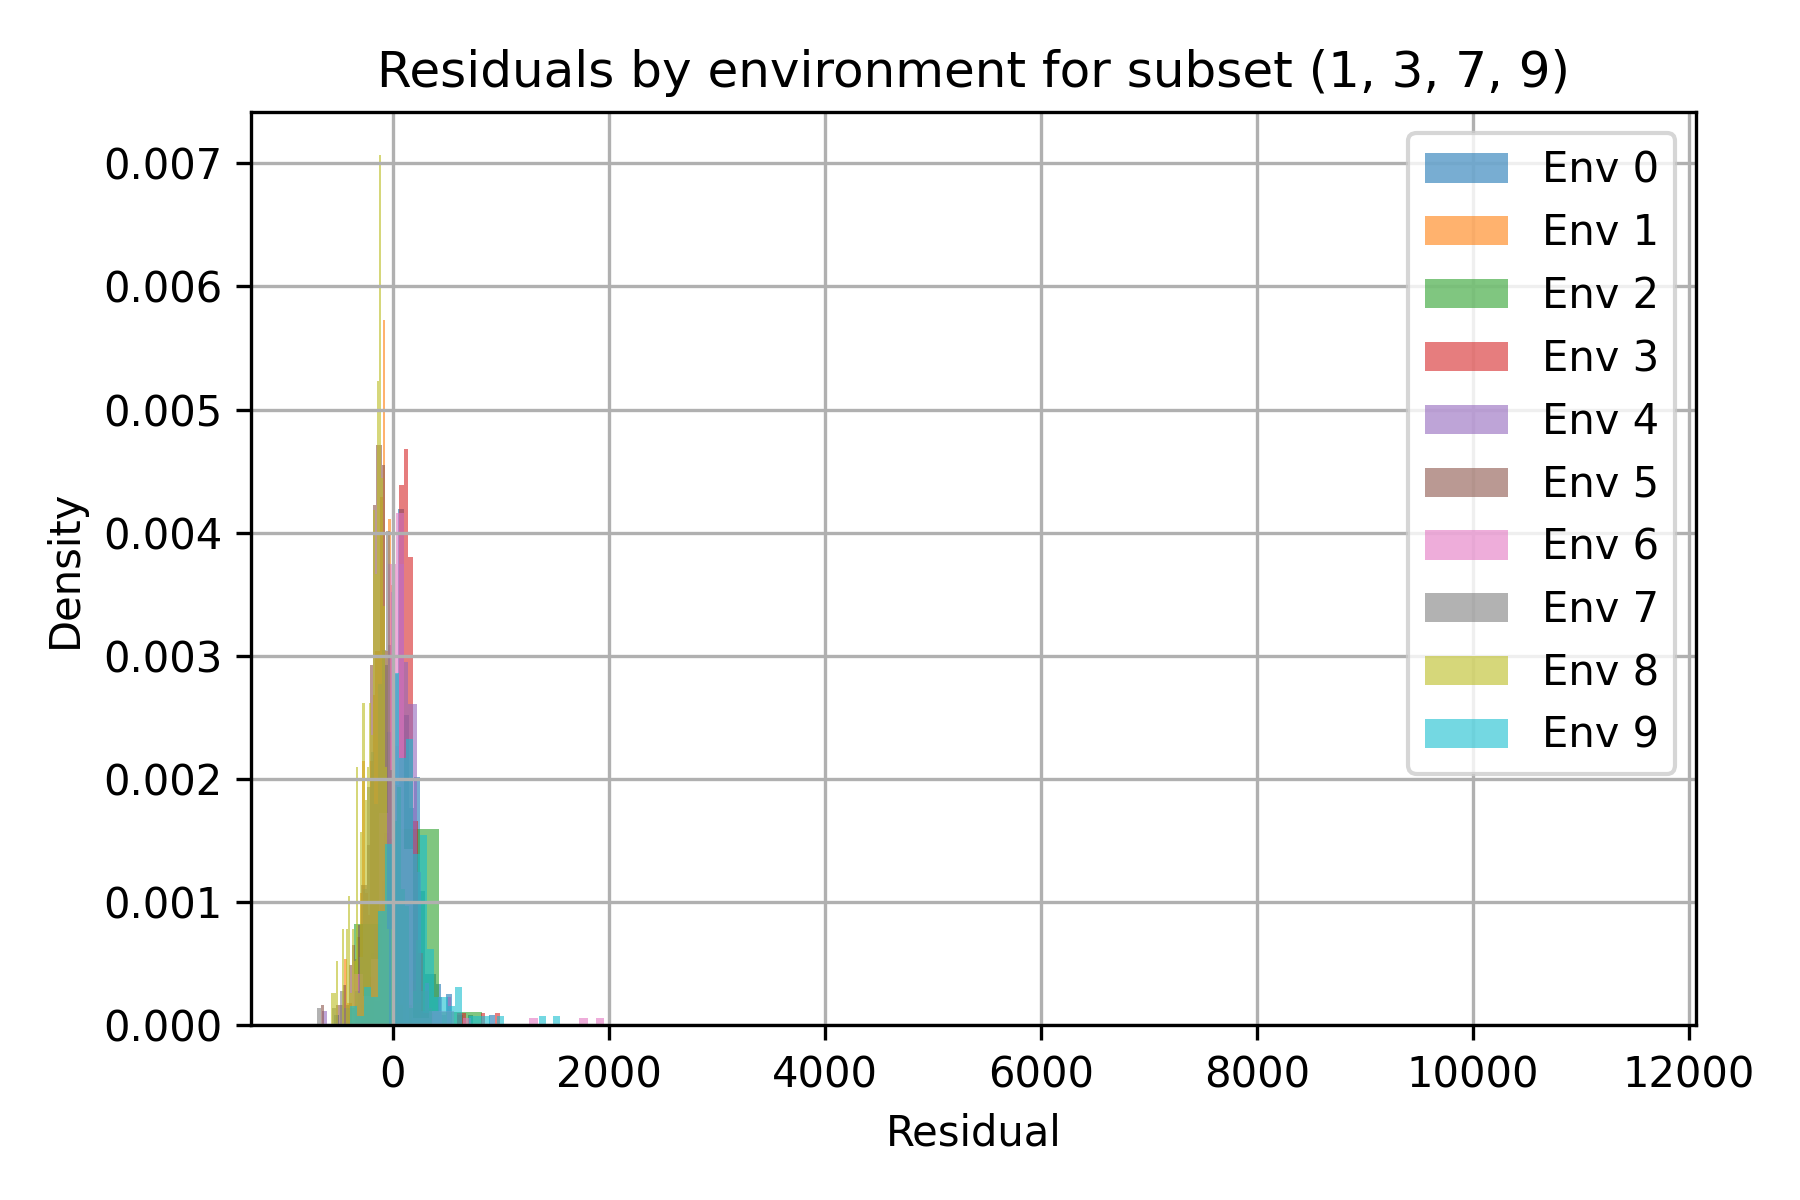 Residuals by environment for subset (1, 3, 7, 9)
0.007
0.006
0.005
0.004
0.003
0.002
0.001
0.000
Density
Env 0
Env 1
Env 2
Env 3
Env 4
Env 5
Env 6
Env 7
Env 8
Env 9
0 2000 4000 6000 8000 10000 12000
Residual